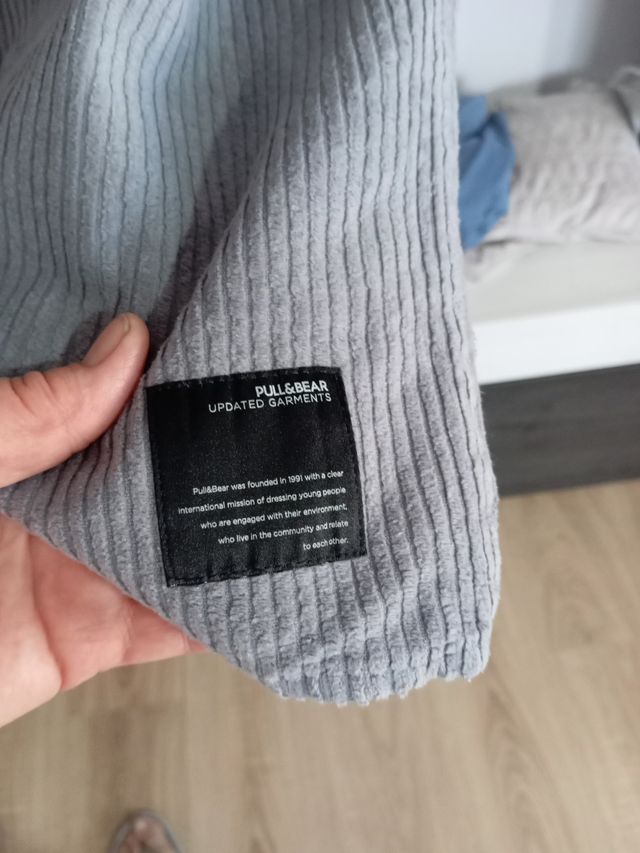 PULL&BEAR
UPDATED GARMENTS
Pull&Bear was founded in 1991 with a clear
international mission of dressing young people
who are engaged with their environment,
who live in the community and relate
to each other.